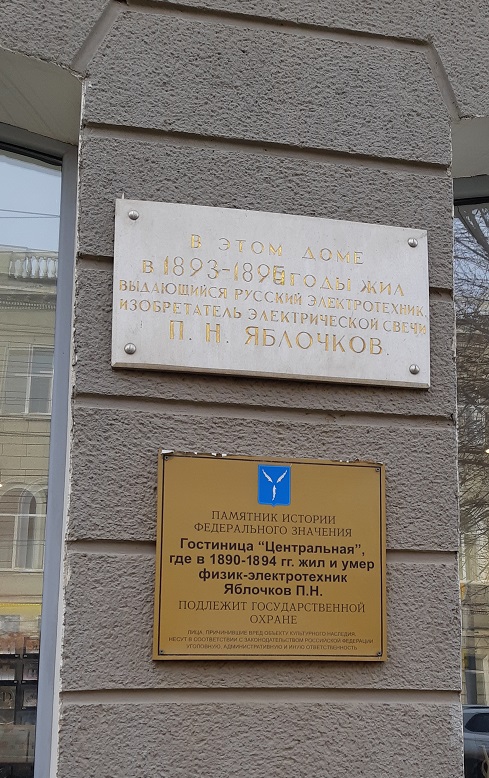 В ЭТОМ ДОМЕ
В 1893-1894 ГОДЫ ЖИЛ
ВЫДАЮЩИЙСЯ РУССКИЙ ЭЛЕКТРОТЕХНИК,
ИЗОБРЕТАТЕЛЬ ЭЛЕКТРИЧЕСКОЙ СВЕЧИ
П. Н. ЯБЛОЧКОВ.
ПАМЯТНИК ИСТОРИИ
ФЕДЕРАЛЬНОГО ЗНАЧЕНИЯ
Гостиница “Центральная”,
где в 1890-1894 гг. жил и умер
физик-электротехник
Яблочков П.Н.
ПОДЛЕЖИТ ГОСУДАРСТВЕННОЙ
ОХРАНЕ
ЛИЦА, ПРИЧИНИВШИЕ ВРЕД ОБЪЕКТУ КУЛЬТУРНОГО НАСЛЕДИЯ,
НЕСУТ В СООТВЕТСТВИИ С ЗАКОНОДАТЕЛЬСТВОМ РОССИЙСКОЙ ФЕДЕРАЦИИ
УГОЛОВНУЮ, АДМИНИСТРАТИВНУЮ И ИНУЮ ОТВЕТСТВЕННОСТЬ